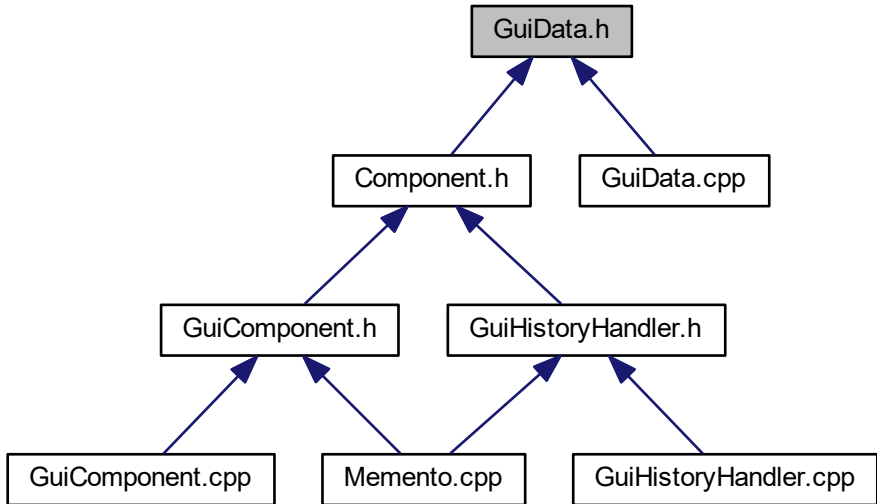 GuiData.h
Component.h
GuiData.cpp
GuiComponent.h
GuiHistoryHandler.h
GuiComponent.cpp
Memento.cpp
GuiHistoryHandler.cpp